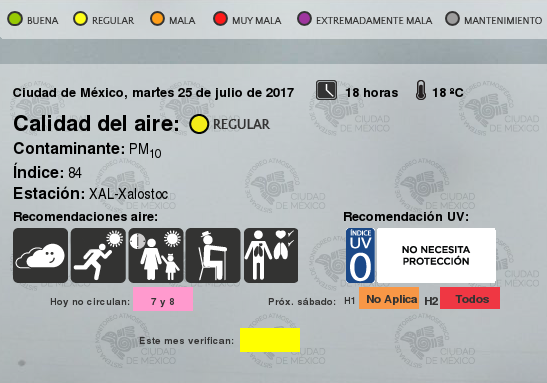 BUENA REGULAR MALA MUY MALA EXTREMADAMENTE MALA MANTENIMIENTO
Ciudad de México, martes 25 de julio de 2017 18 horas 18 ºC
Calidad del aire: REGULAR
Contaminante: PM10
Índice: 84
Estación: XAL-Xalostoc
Recomendaciones aire: Recomendación UV:
ÍNDICE
UV
0
NO NECESITA
PROTECCIÓN
Hoy no circulan: 7 y 8 Próx. sábado: H1 No Aplica H2 Todos
Este mes verifican: